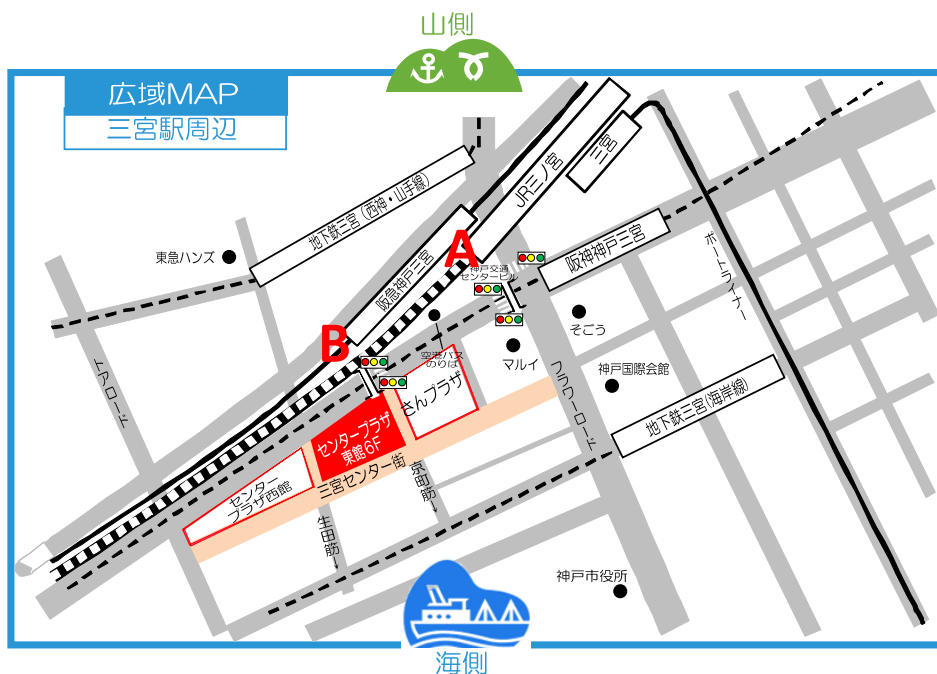 山側
広域MAP
三宮駅周辺
三宮
JR三ノ宮
地下鉄三宮(西神・山手線)
東急ハンズ
A
阪急神戸三宮
神戸交通
センタービル
阪神神戸三宮
ポートライナー
B
空港バス
のりば
そごう
マルイ
トアロード
さんプラザ
フラワーロード
神戸国際会館
地下鉄三宮(海岸線)
センタープラザ
東館6F
三宮センター街
センター
プラザ西館
京町筋→
生田筋→
神戸市役所
海側